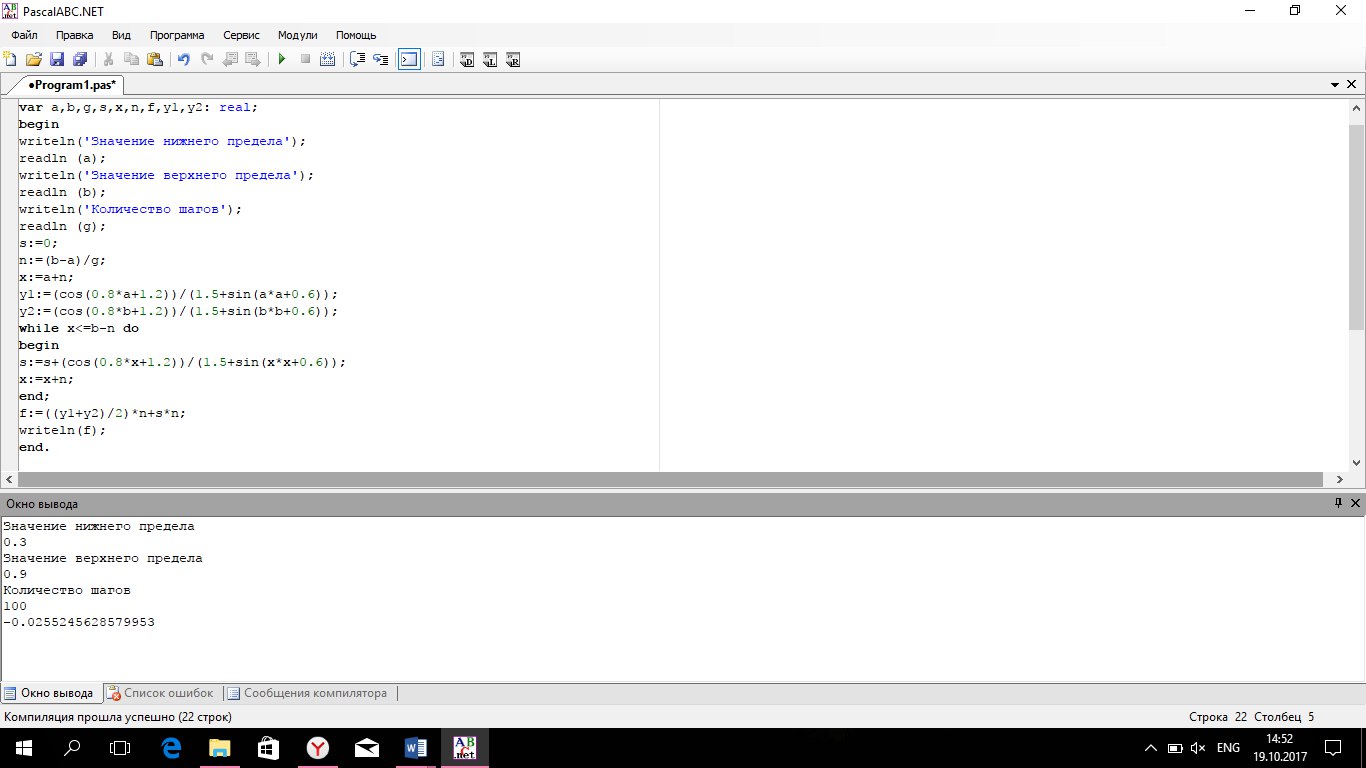 PascalABC.NET
Файл Правка Вид Программа Сервис Модули Помощь
•Program1.pas*
var a,b,g,s,x,n,f,y1,y2: real;
begin
writeln('Значение нижнего предела');
readln (a);
writeln('Значение верхнего предела');
readln (b);
writeln('Количество шагов');
readln (g);
s:=0;
n:=(b-a)/g;
x:=a+n;
y1:=(cos(0.8*a+1.2))/(1.5+sin(a*a+0.6));
y2:=(cos(0.8*b+1.2))/(1.5+sin(b*b+0.6));
while x<=b-n do
begin
s:=s+(cos(0.8*x+1.2))/(1.5+sin(x*x+0.6));
x:=x+n;
end;
f:=((y1+y2)/2)*n+s*n;
writeln(f);
end.
Окно вывода
Значение нижнего предела
0.3
Значение верхнего предела
0.9
Количество шагов
100
-0.0255245628579953
Окно вывода Список ошибок Сообщения компилятора
Компиляция прошла успешно (22 строк) Строка 22 Столбец 5
ENG 14:52
19.10.2017